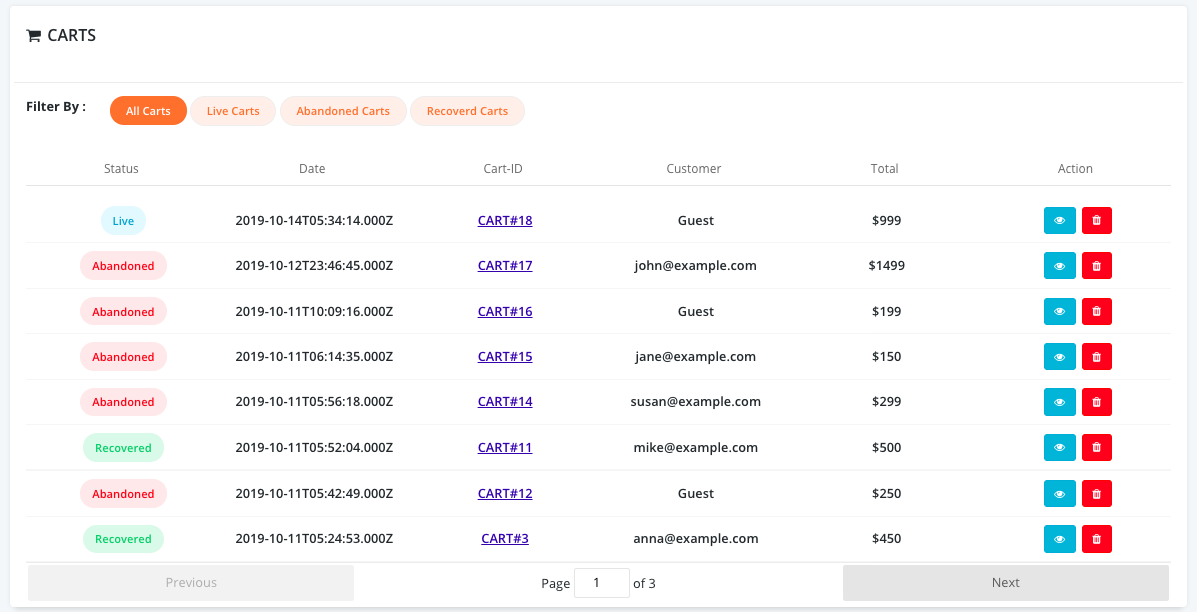 CARTS
Filter By : All Carts Live Carts Abandoned Carts Recoverd Carts
Status Date Cart-ID Customer Total Action
Live 2019-10-14T05:34:14.000Z CART#18 Guest $999
Abandoned 2019-10-12T23:46:45.000Z CART#17 john@example.com $1499
Abandoned 2019-10-11T10:09:16.000Z CART#16 Guest $199
Abandoned 2019-10-11T06:14:35.000Z CART#15 jane@example.com $150
Abandoned 2019-10-11T05:56:18.000Z CART#14 susan@example.com $299
Recovered 2019-10-11T05:52:04.000Z CART#11 mike@example.com $500
Abandoned 2019-10-11T05:42:49.000Z CART#12 Guest $250
Recovered 2019-10-11T05:24:53.000Z CART#3 anna@example.com $450
Previous Page 1 of 3 Next